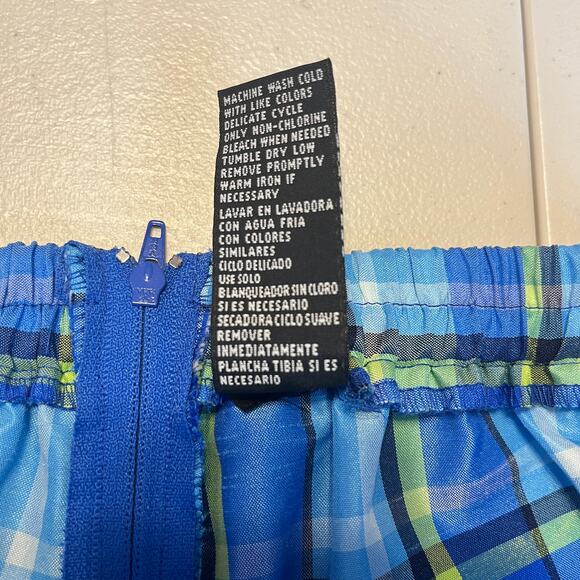 MACHINE WASH COLD
WITH LIKE COLORS
DELICATE CYCLE
ONLY NON-CHLORINE
BLEACH WHEN NEEDED
TUMBLE DRY LOW
REMOVE PROMPTLY
WARM IRON IF
NECESSARY
LAVAR EN LAVADORA
CON AGUA FRIA
CON COLORES
SIMILARES
CICLO DELICADO
USE SOLO
BLANQUEADOR SIN CLORO
SI ES NECESARIO
SECADORA CICLO SUAVE
REMOVER
INMEDIATAMENTE
PLANCHA TIBIA SI ES
NECESARIO